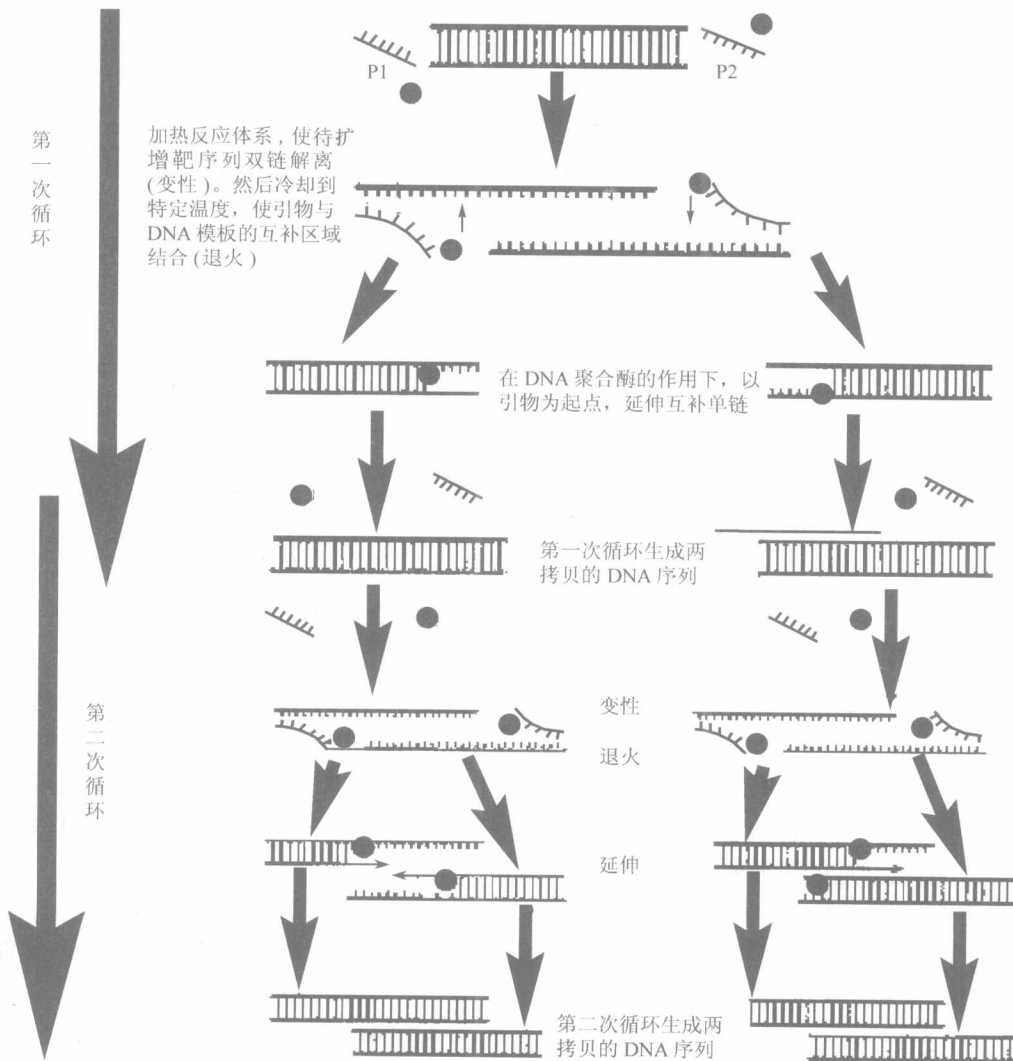 P1
P2
第一次循环
加热反应体系，使待扩
增靶序列双链解离
(变性)。然后冷却到
特定温度，使引物与
DNA 模板的互补区域
结合(退火)
在 DNA 聚合酶的作用下，以
引物为起点，延伸互补单链
第一次循环生成两
拷贝的 DNA 序列
第二次循环
变性
退火
延伸
第二次循环生成两
拷贝的 DNA 序列